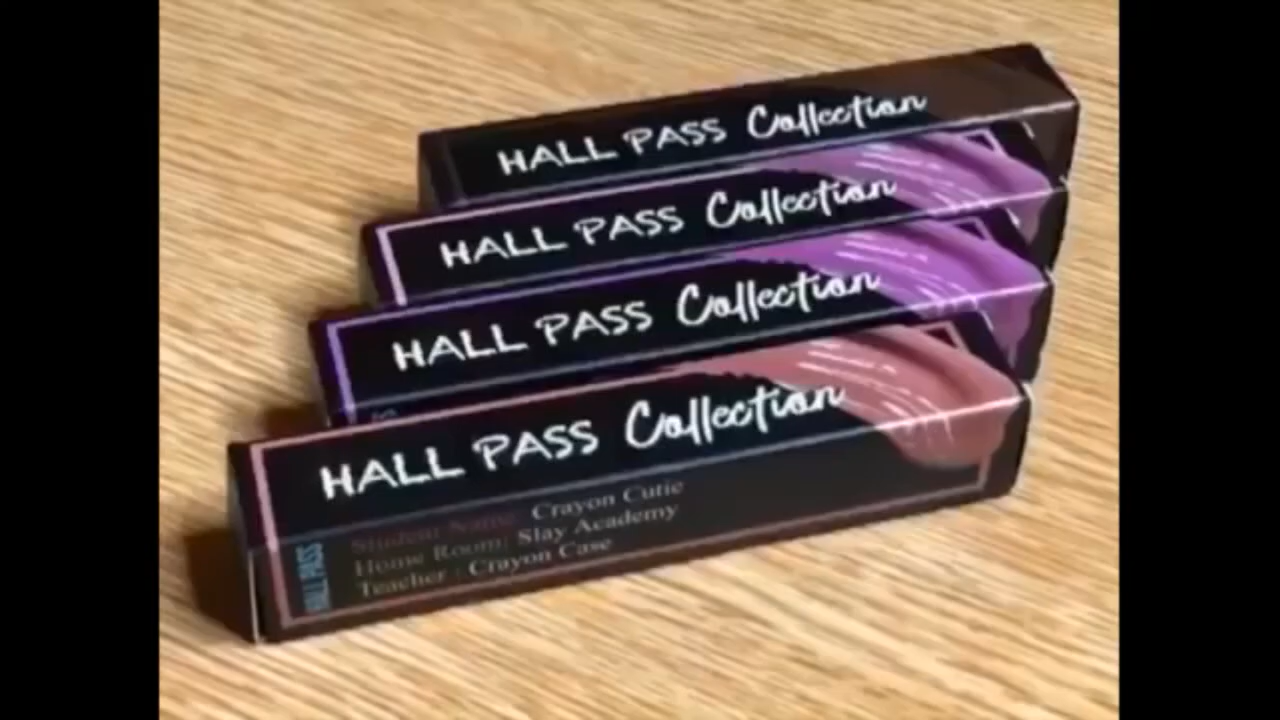 HALL PASS Collection
HALL PASS Collection
HALL PASS Collection
HALL PASS Collection
HALL PASS
Student Name: Crayon Cutie
Home Room: Slay Academy
Teacher : Crayon Case